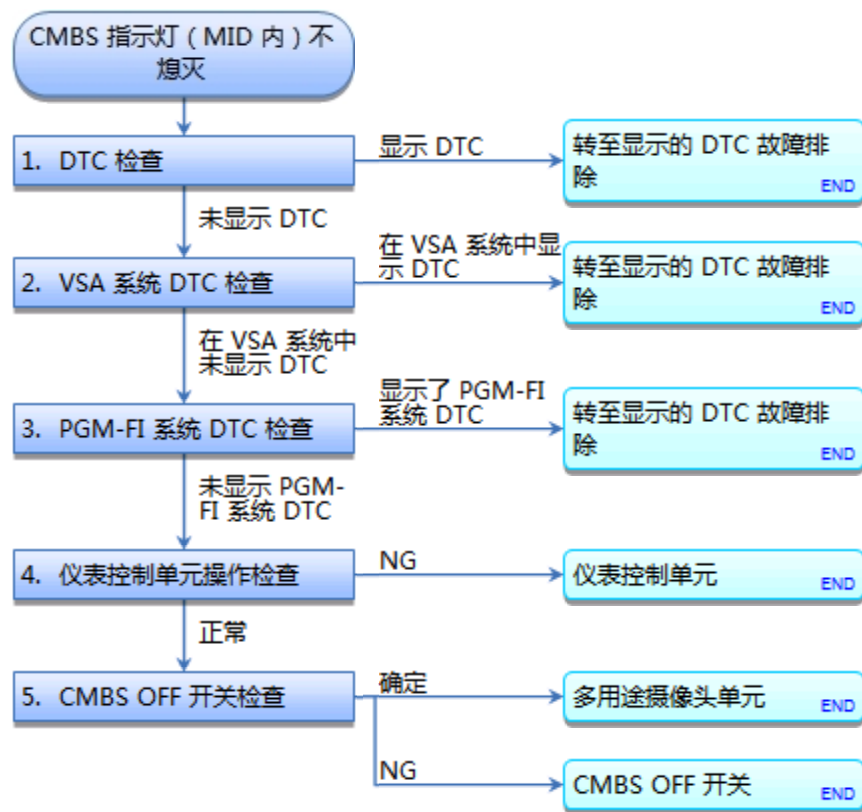 CMBS 指示灯（MID 内）不
熄灭
1. DTC 检查
显示 DTC
转至显示的 DTC 故障排
除
END
未显示 DTC
2. VSA 系统 DTC 检查
在 VSA 系统中显
示 DTC
转至显示的 DTC 故障排
除
END
在 VSA 系统中
未显示 DTC
3. PGM-FI 系统 DTC 检查
显示了 PGM-FI
系统 DTC
转至显示的 DTC 故障排
除
END
未显示 PGM-
FI 系统 DTC
4. 仪表控制单元操作检查
NG
仪表控制单元
END
正常
5. CMBS OFF 开关检查
确定
多用途摄像头单元
END
NG
CMBS OFF 开关
END